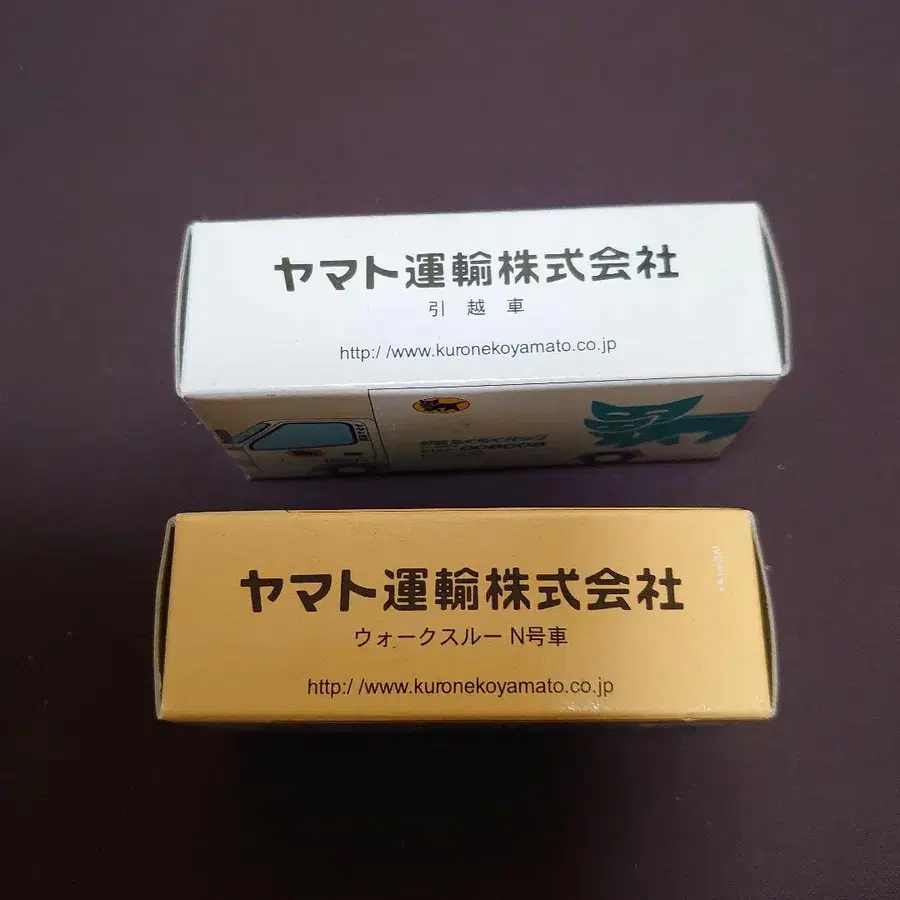 ヤマト運輸株式会社
引越車
http://www.kuronekoyamato.co.jp
ヤマト運輸株式会社
ウォークスルー N号車
http://www.kuronekoyamato.co.jp